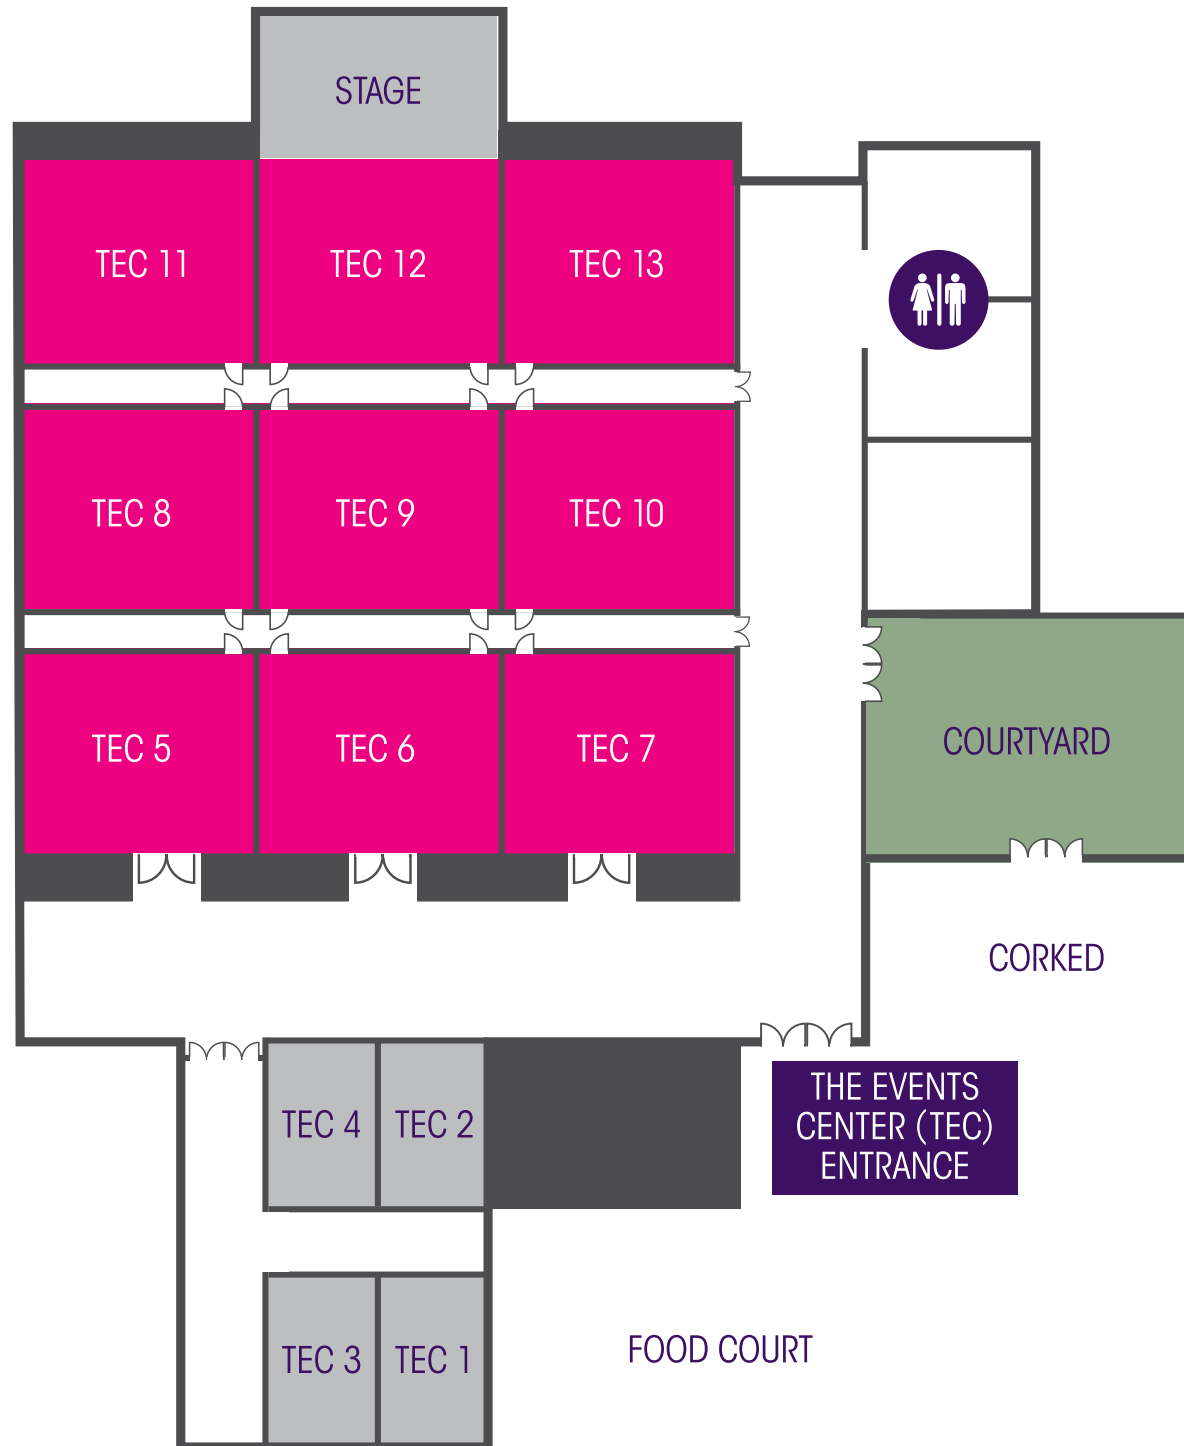 STAGE
TEC 11
TEC 12
TEC 13
TEC 8
TEC 9
TEC 10
TEC 5
TEC 6
TEC 7
COURTYARD
CORKED
THE EVENTS
CENTER (TEC)
ENTRANCE
TEC 4
TEC 2
TEC 3
TEC 1
FOOD COURT